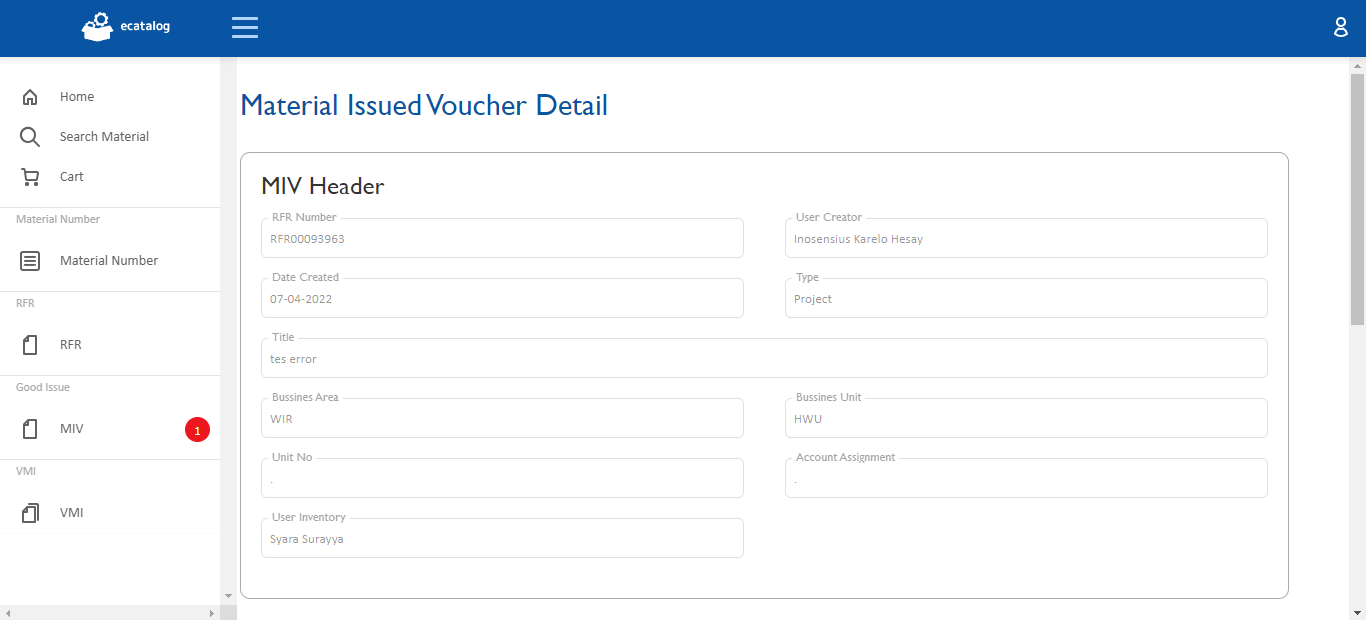 ecatalog
Home
Search Material
Cart
Material Number
Material Number
RFR
RFR
Good Issue
MIV
1
VMI
VMI
Material Issued Voucher Detail
MIV Header
RFR Number
RFR00093963
User Creator
Inosensius Karelo Hesay
Date Created
07-04-2022
Type
Project
Title
tes error
Bussines Area
WIR
Bussines Unit
HWU
Unit No
.
Account Assignment
.
User Inventory
Syara Surayya